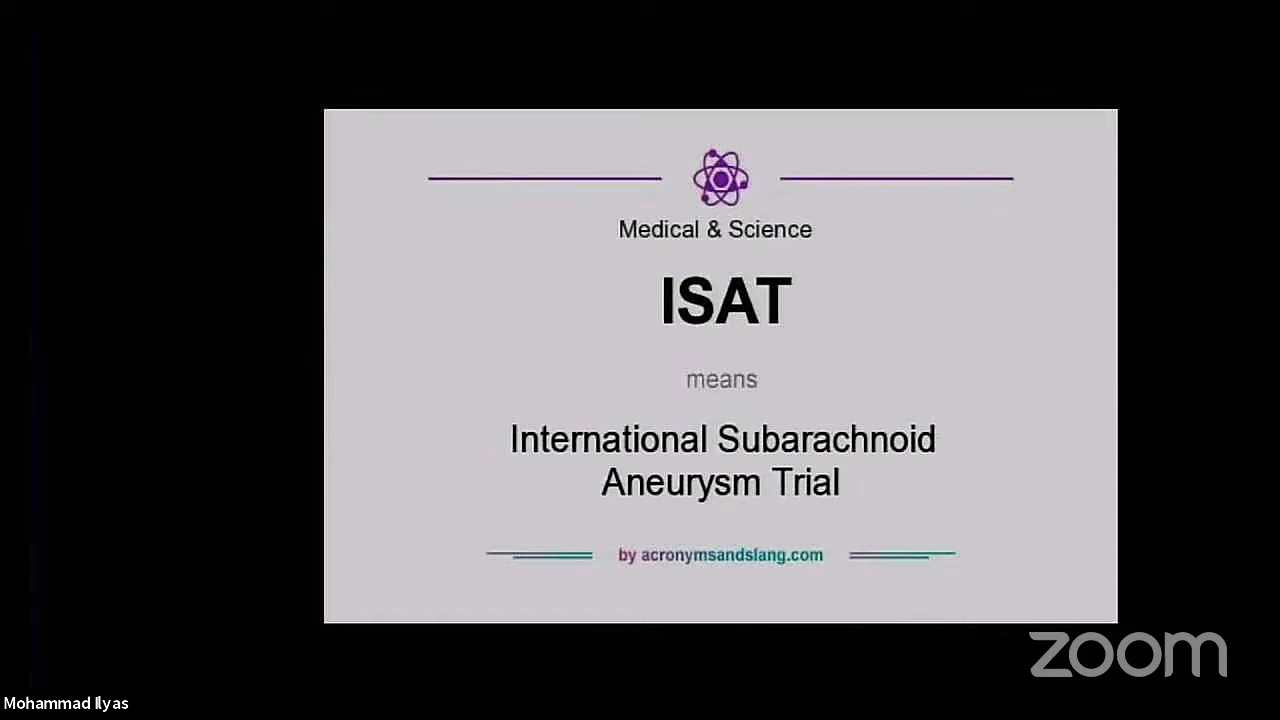 Medical & Science
ISAT
means
International Subarachnoid
Aneurysm Trial
by acronymsandslang.com
zoom
Mohammad Ilyas